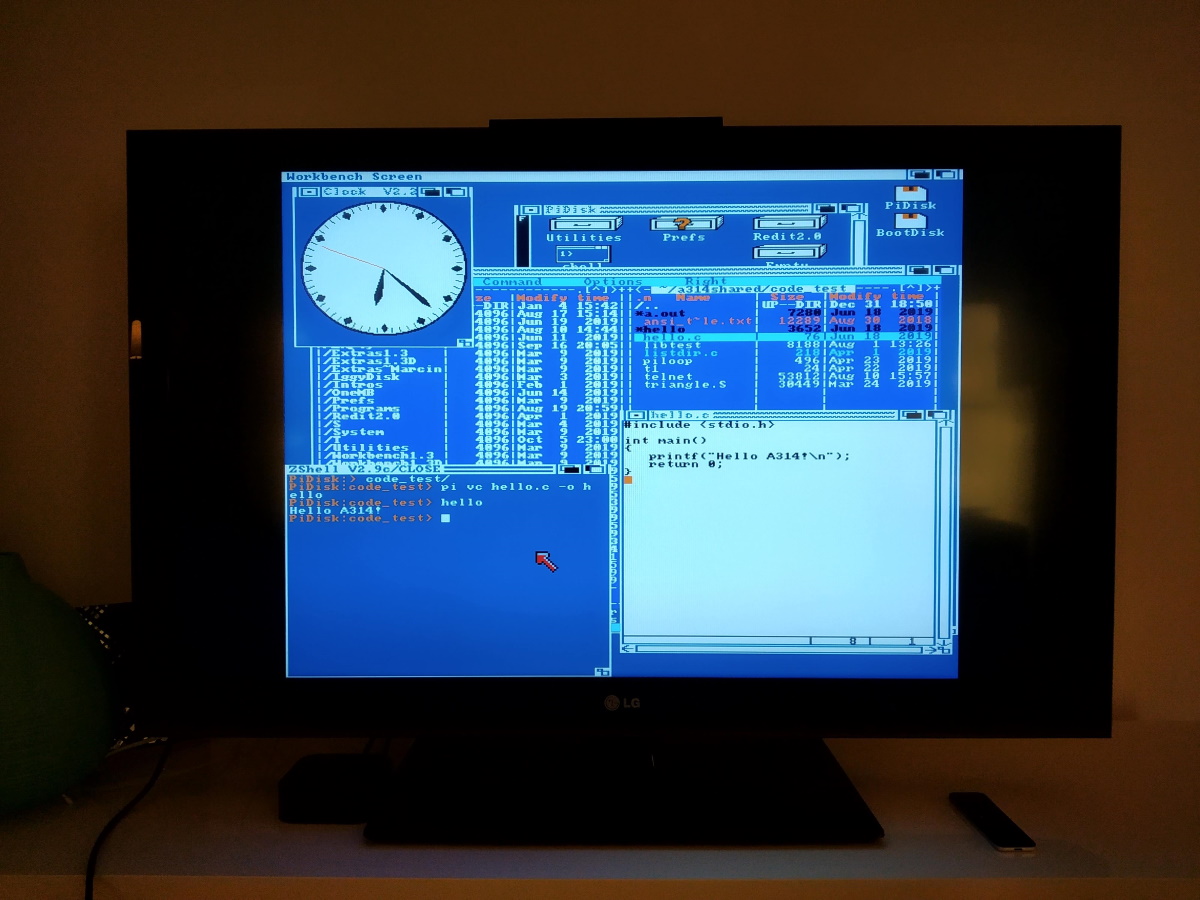 Workbench Screen
Clock V2.2
PiDisk
Utilities
Prefs
Redit2.0
shell
Empty
PiDisk
BootDisk
Command Options Right
ze |Modify time
--DIR|Jan 4 15:42
4096|Aug 17 15:14
4096|Jun 19 2019
4096|Aug 10 14:44
4096|Jun 11 2019
4096|Sep 16 20:05
/Extras1.3 4096|Mar 9 2019
/Extras1.3D 4096|Mar 9 2019
/Extras-Marcin 4096|Mar 9 2019
/IggyDisk 4096|Mar 3 2019
/Intros 4096|Feb 1 2019
/OneMB 4096|Jun 14 2019
/Prefs 4096|Mar 9 2019
/Programs 4096|Aug 19 20:59
/Redit2.0 4096|Apr 1 2019
/S 4096|Mar 4 2019
/System 4096|Mar 9 2019
/T 4096|Oct 5 23:00
/Utilities 4096|Mar 9 2019
/Workbench1.3 4096|Mar 9 2019
~/a314shared/code_test
.n Name | Size |Modify time
/.. |UP--DIR|Dec 31 18:50
*a.out | 7280|Jun 18 2019
ansi_t~le.txt| 12289|Aug 30 2018
*hello | 3652|Jun 18 2019
hello.c | 76|Jun 18 2019
libtest | 8188|Aug 1 13:26
listdir.c | 218|Apr 1 2019
piloop | 496|Apr 23 2019
t1 | 24|Apr 22 2019
telnet | 53812|Aug 10 15:57
triangle.S | 30449|Mar 24 2019
hello.c
#include <stdio.h>
int main()
{
printf("Hello A314!\n");
return 0;
}
8 1
ZShell V2.9c/CLOSE
PiDisk:> code_test/
PiDisk:code_test> pi vc hello.c -o h
ello
PiDisk:code_test> hello
Hello A314!
PiDisk:code_test>
LG